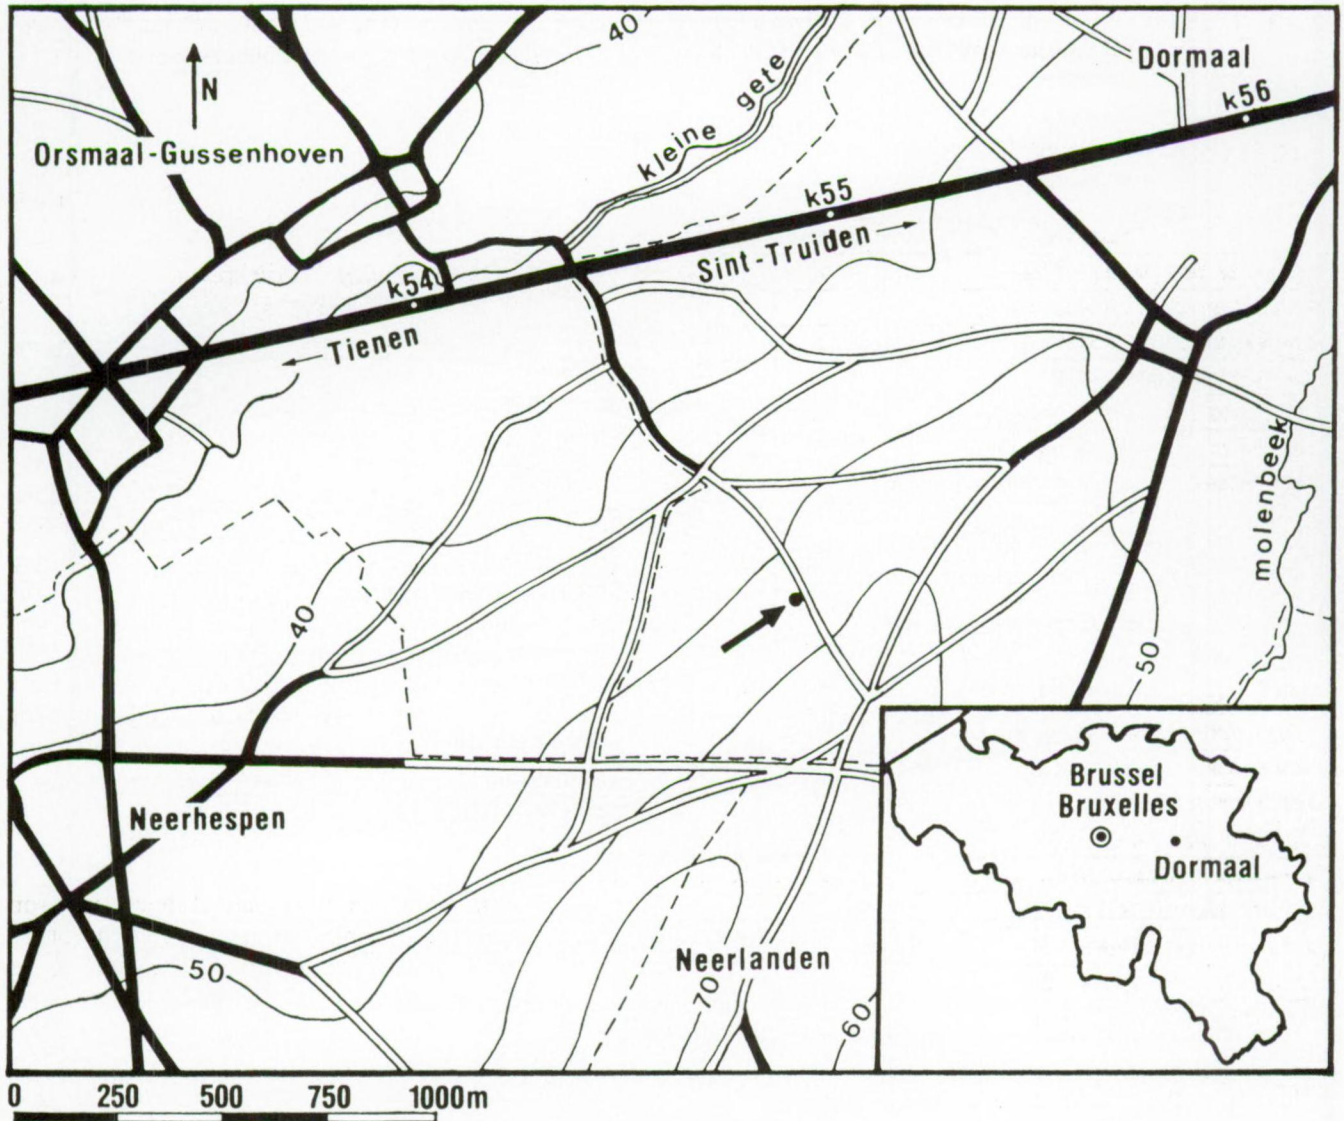 40
Dormaal
N
kleine gete
k56
Orsmaal-Gussenhoven
k55
Sint-Truiden
k54
Tienen
molenbeek
40
50
Brussel
Bruxelles
Dormaal
Neerhespen
Neerlanden
50
70
60
0 250 500 750 1000m